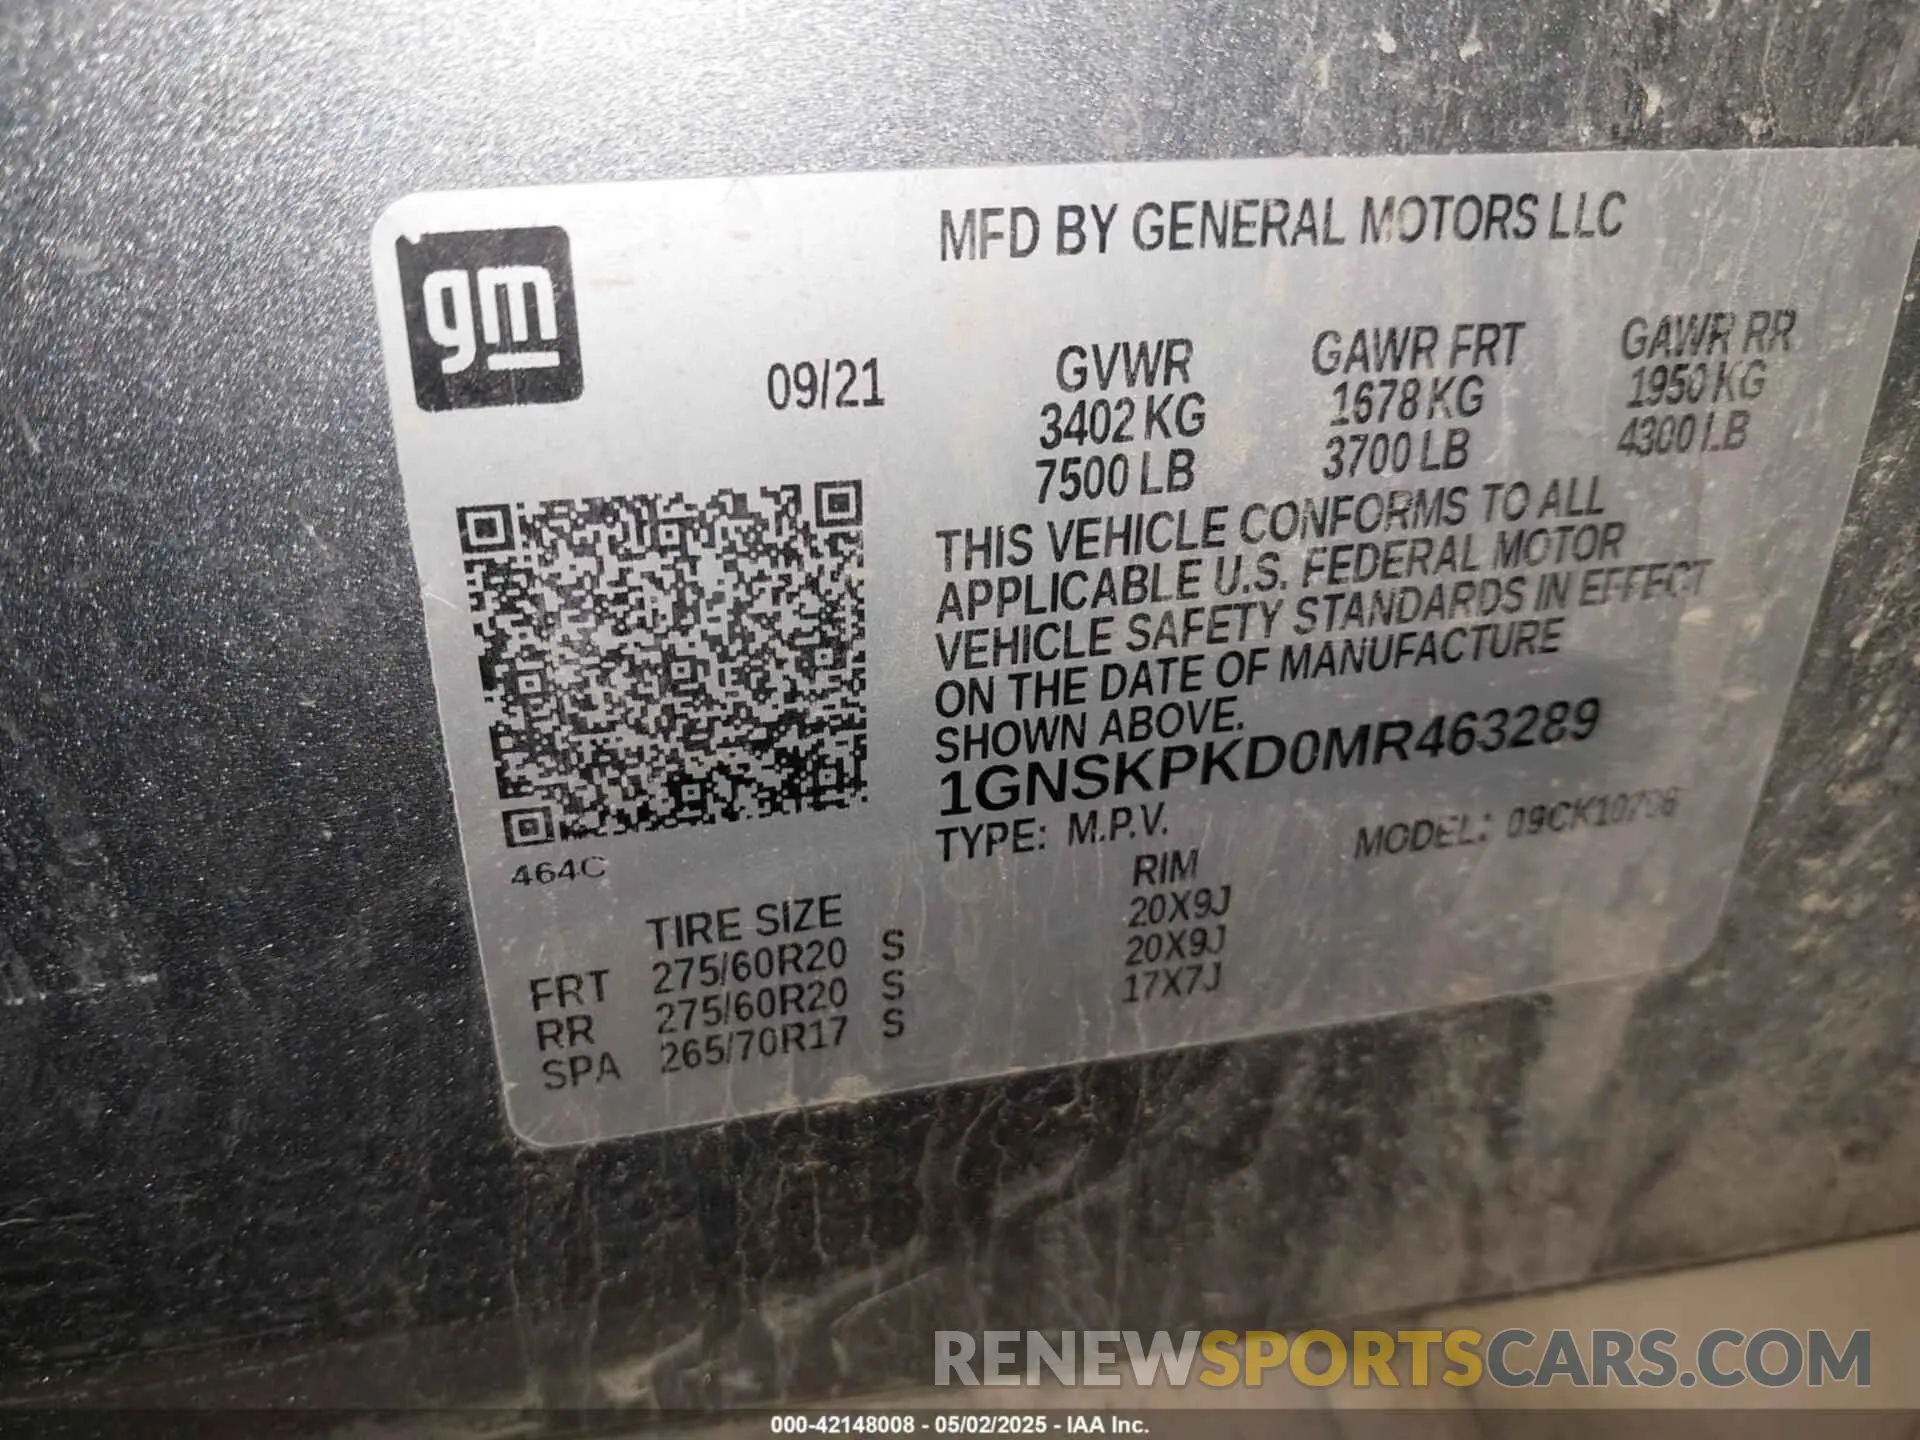 gm
MFD BY GENERAL MOTORS LLC
09/21
GVWR GAWR FRT GAWR RR
3402 KG 1678 KG 1950 KG
7500 LB 3700 LB 4300 LB
THIS VEHICLE CONFORMS TO ALL
APPLICABLE U.S. FEDERAL MOTOR
VEHICLE SAFETY STANDARDS IN EFFECT
ON THE DATE OF MANUFACTURE
SHOWN ABOVE.
1GNSKPKD0MR463289
TYPE: M.P.V. MODEL:
464C
TIRE SIZE RIM
FRT 275/60R20 S 20X9J
RR 275/60R20 S 20X9J
SPA 265/70R17 S 17X7J
RENEWSPORTSCARS.COM
000-42148008 - 05/02/2025 - IAA Inc.